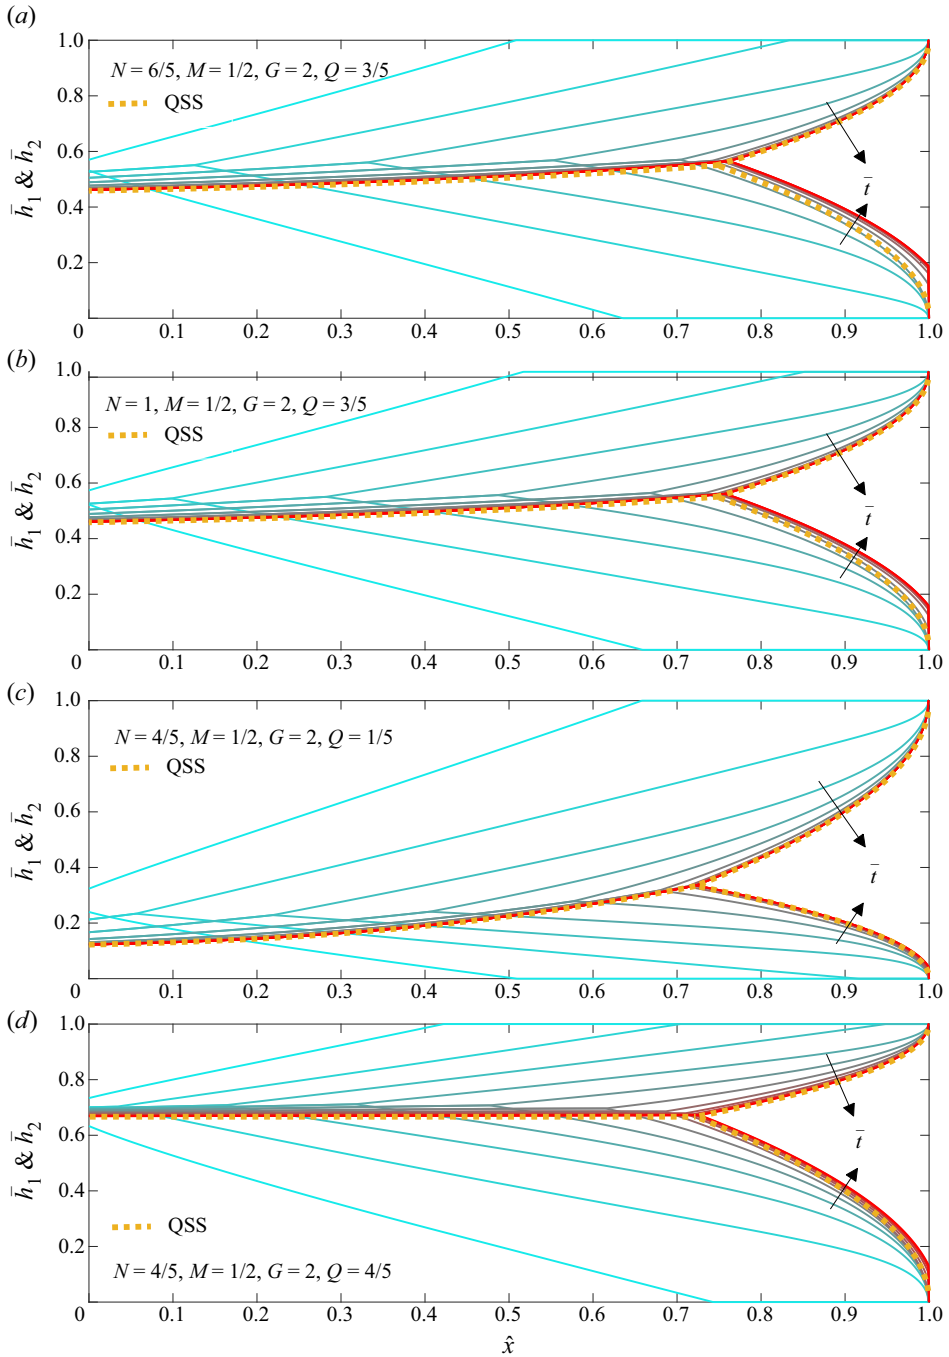 (a)
1.0
N = 6/5, M = 1/2, G = 2, Q = 3/5
QSS
0.8
0.6
h̄1 & h̄2
0.4
t̄
0.2
0 0.1 0.2 0.3 0.4 0.5 0.6 0.7 0.8 0.9 1.0
(b)
1.0
N = 1, M = 1/2, G = 2, Q = 3/5
QSS
0.8
0.6
h̄1 & h̄2
t̄
0.4
0.2
0 0.1 0.2 0.3 0.4 0.5 0.6 0.7 0.8 0.9 1.0
(c)
1.0
N = 4/5, M = 1/2, G = 2, Q = 1/5
QSS
0.8
0.6
h̄1 & h̄2
0.4
t̄
0.2
0 0.1 0.2 0.3 0.4 0.5 0.6 0.7 0.8 0.9 1.0
(d)
1.0
0.8
0.6
h̄1 & h̄2
t̄
0.4
QSS
0.2
N = 4/5, M = 1/2, G = 2, Q = 4/5
0 0.1 0.2 0.3 0.4 0.5 0.6 0.7 0.8 0.9 1.0
x̂